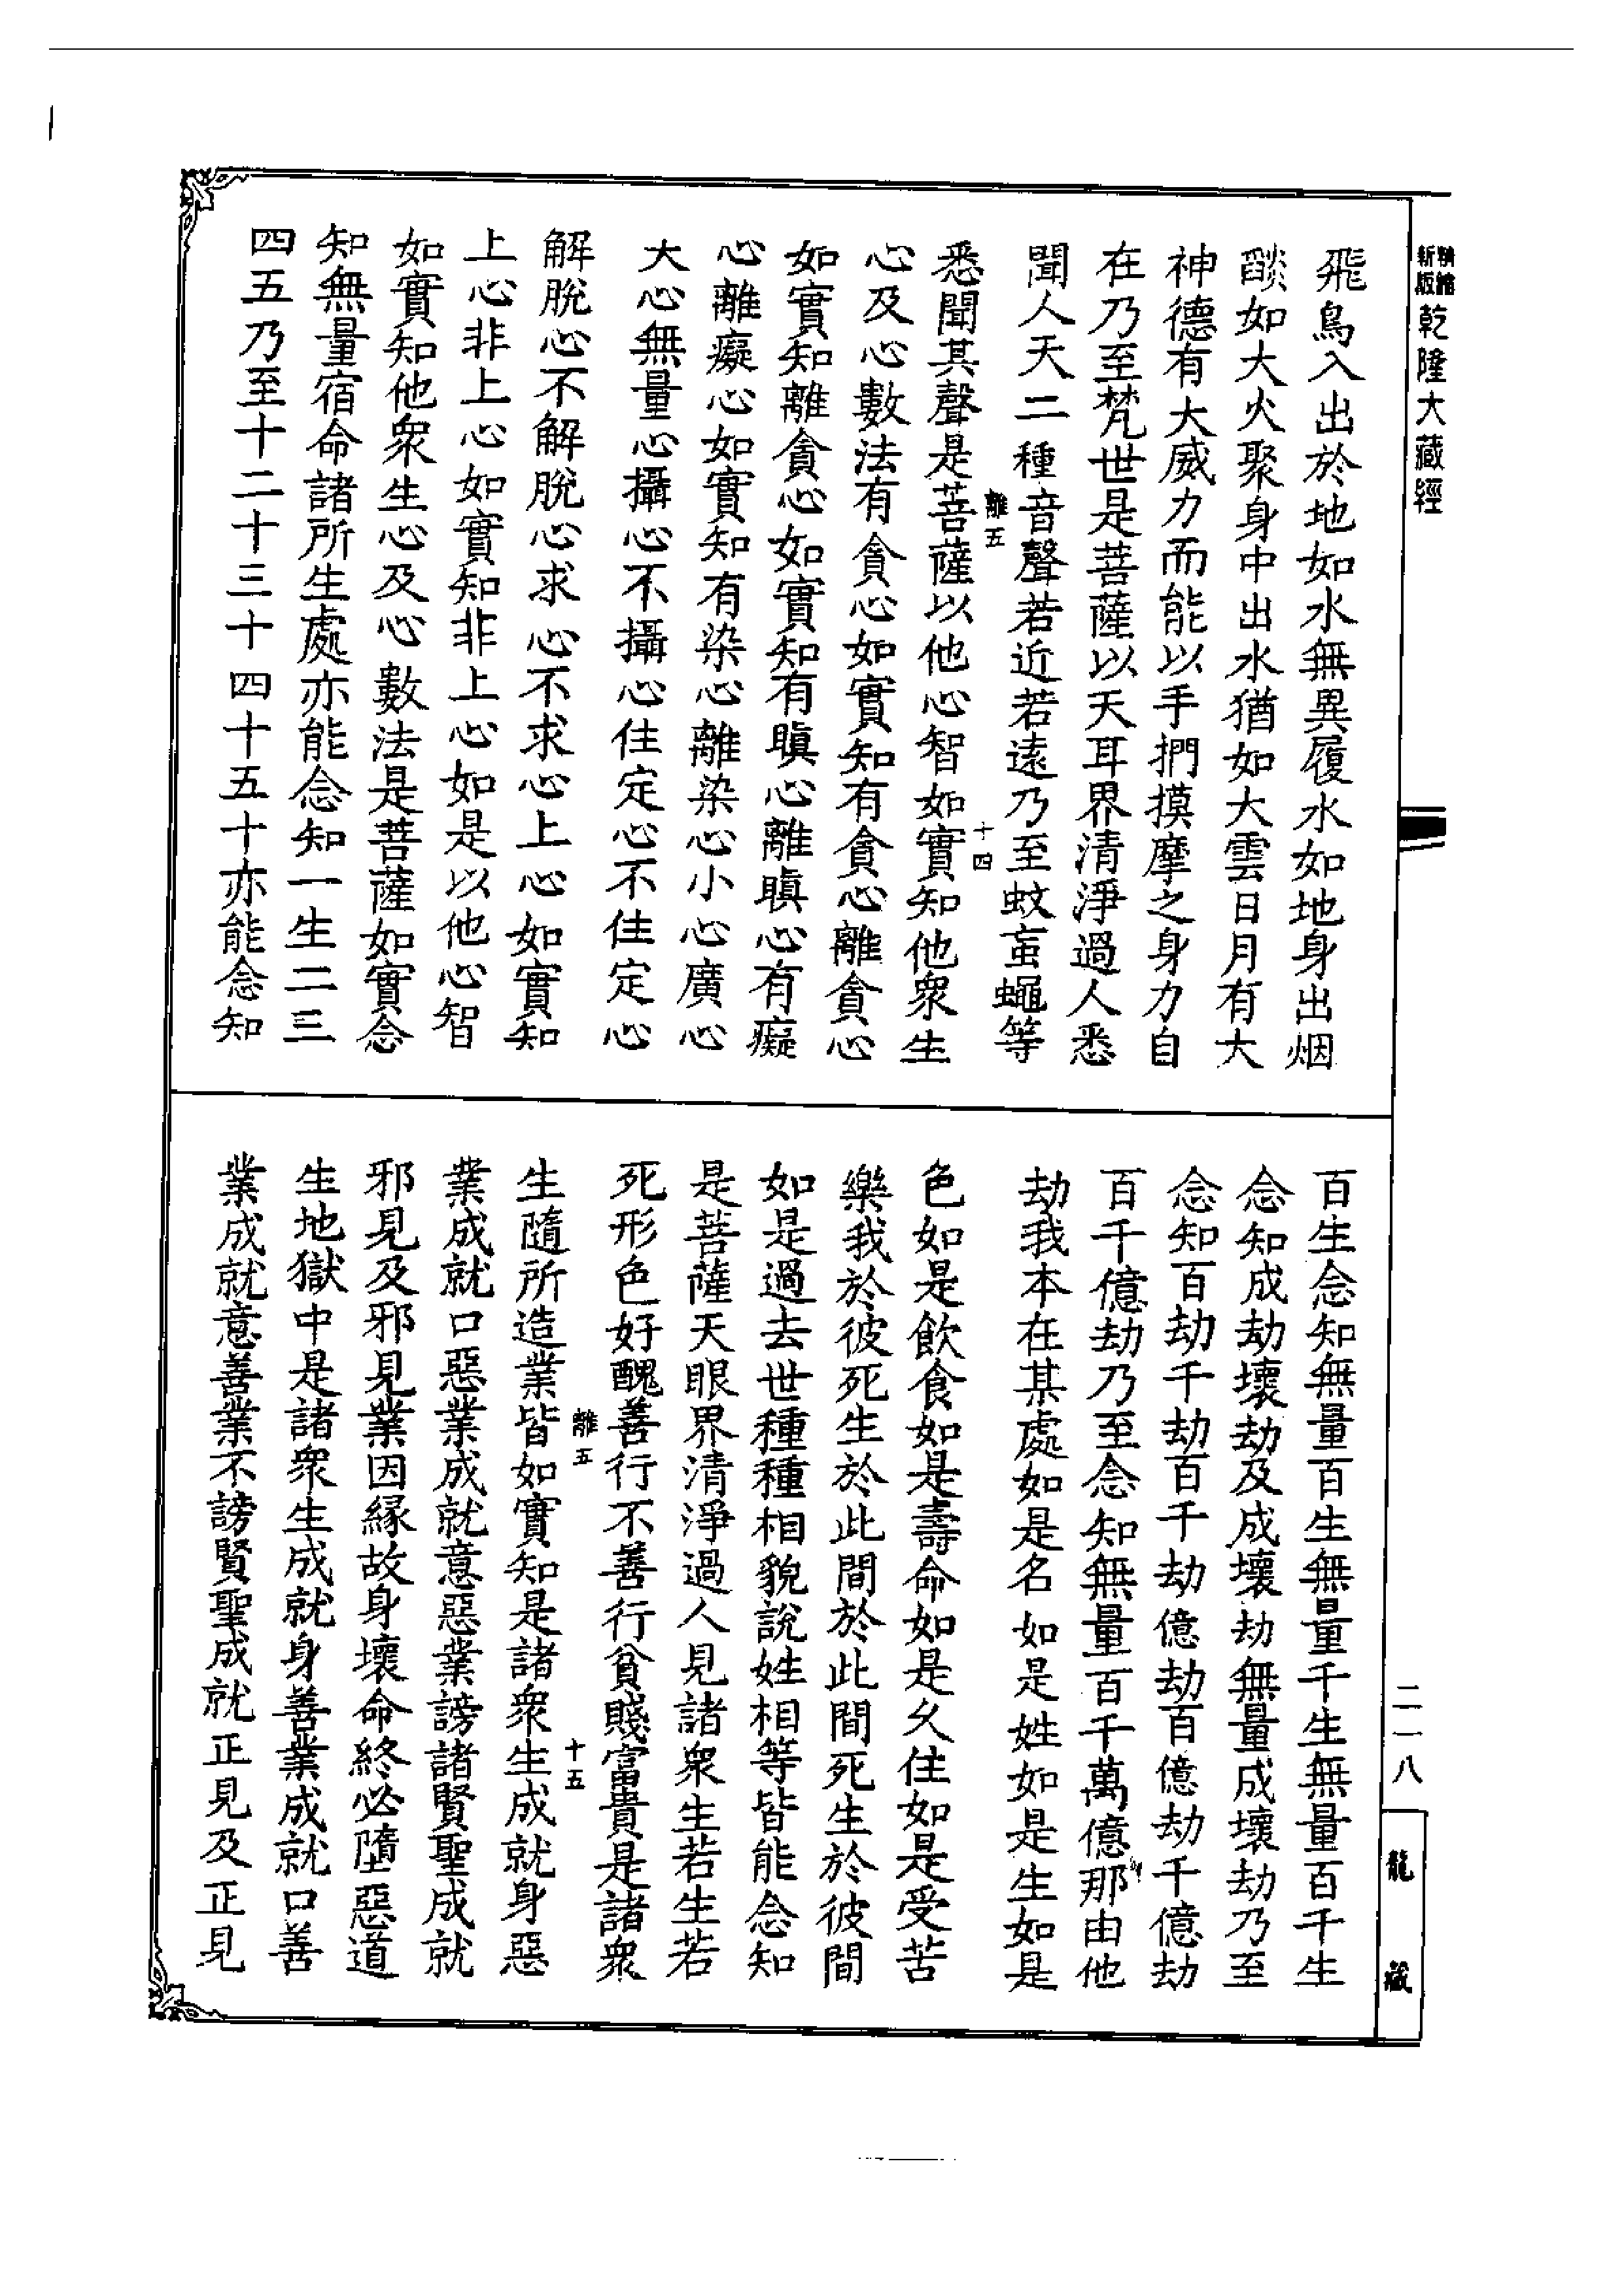 新版精縮乾隆大藏經
飛鳥入出於地如水無異履水如地身出烟
𦦨如大火聚身中出水猶如大雲日月有大
神德有大威力而能以手捫摸摩之身力自
在乃至梵世是菩薩以天耳界清淨過人悉
聞人天二種音聲若近若遠乃至蚊䖟蠅等
離五
十四
悉聞其聲是菩薩以他心智如實知他衆生
心及心數法有貪心如實知有貪心離貪心
如實知離貪心如實知有瞋心離瞋心有癡
心離癡心如實知有染心離染心小心廣心
大心無量心攝心不攝心住定心不住定心
解脫心不解脫心求心不求心上心如實知
上心非上心如實知非上心如是以他心智
如實知他衆生心及心數法是菩薩如實念
知無量宿命諸所生處亦能念知一生二三
四五乃至十二十三十四十五十亦能念知
百生念知無量百生無量千生無量百千生
念知成劫壞劫及成壞劫無量成壞劫乃至
念知百劫千劫百千劫億劫百億劫千億劫
百千億劫乃至念知無量百千萬億那由他
劫我本在某處如是名如是姓如是生如是
色如是飲食如是壽命如是久住如是受苦
樂我於彼死生於此間於此間死生於彼間
如是過去世種種相貌說姓相等皆能念知
是菩薩天眼界清淨過人見諸衆生若生若
死形色好醜善行不善行貧賤富貴是諸衆
離五
十五
生隨所造業皆如實知是諸衆生成就身惡
業成就口惡業成就意惡業謗諸賢聖成就
邪見及邪見業因緣故身壞命終必墮惡道
生地獄中是諸衆生成就身善業成就口善
業成就意善業不謗賢聖成就正見及正見
二一八
龍藏